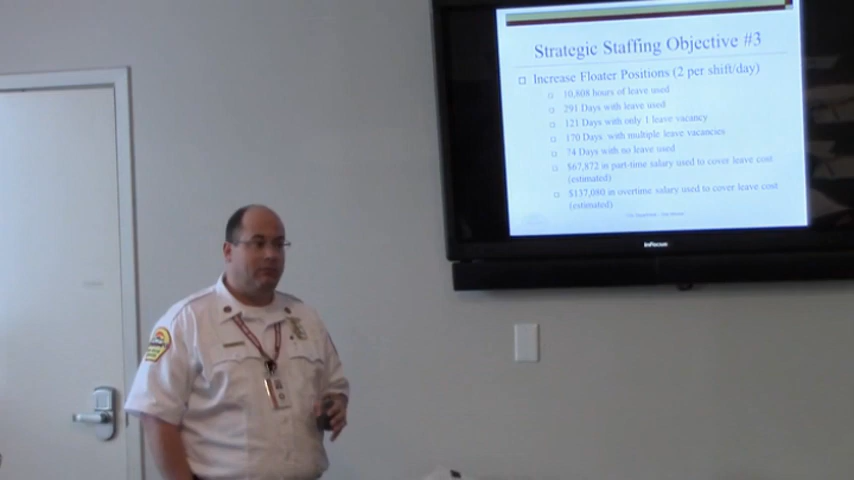 Strategic Staffing Objective #3
Increase Floater Positions (2 per shift/day)
10,808 hours of leave used
291 Days with leave used
121 Days with only 1 leave vacancy
170 Days with multiple leave vacancies
74 Days with no leave used
$67,872 in part-time salary used to cover leave cost
(estimated)
$137,080 in overtime salary used to cover leave cost
(estimated)
InFocus